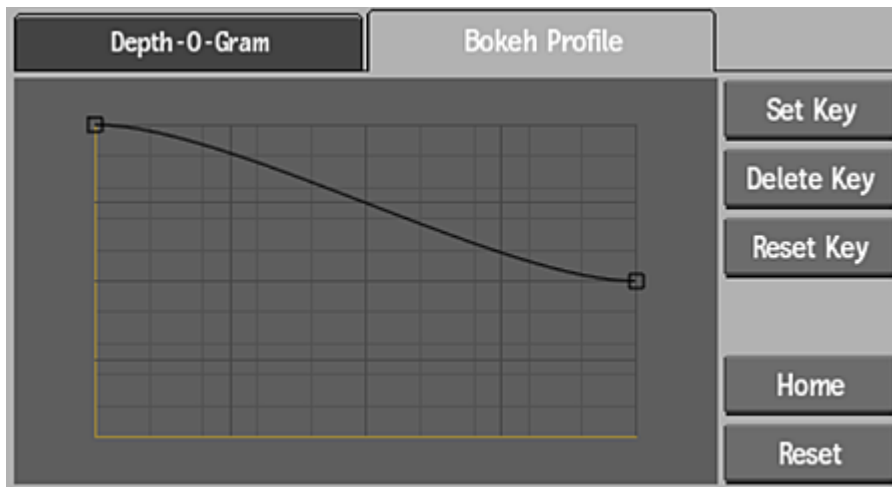 Depth-O-Gram
Bokeh Profile
Set Key
Delete Key
Reset Key
Home
Reset